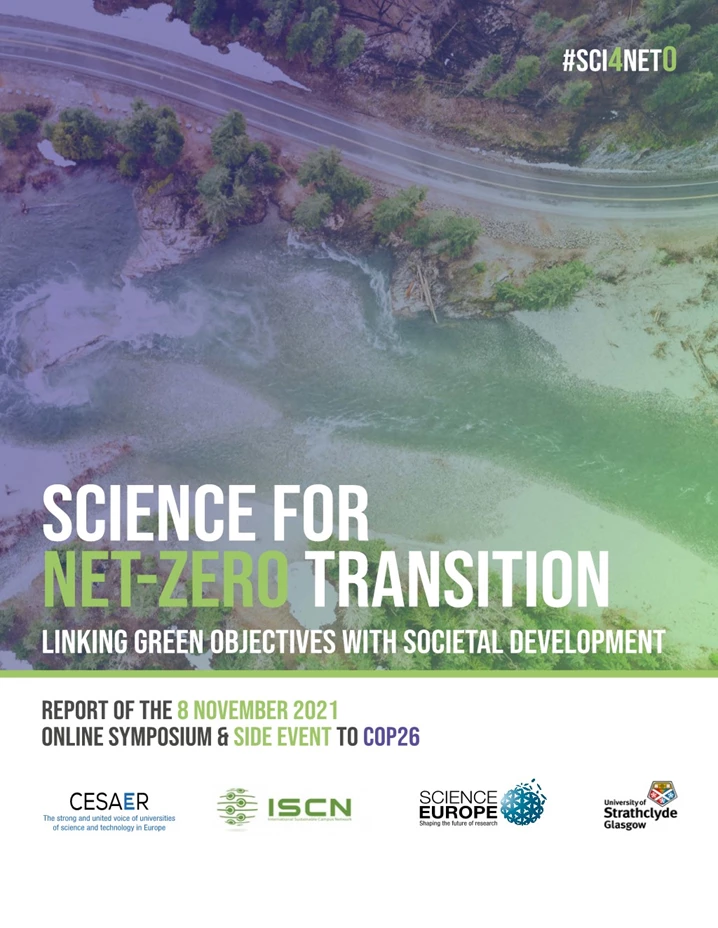 #SCI4NET0
SCIENCE FOR
NET-ZERO TRANSITION
LINKING GREEN OBJECTIVES WITH SOCIETAL DEVELOPMENT
REPORT OF THE 8 NOVEMBER 2021
ONLINE SYMPOSIUM & SIDE EVENT TO COP26
CESAER
The strong and united voice of universities
of science and technology in Europe
ISCN
International Sustainable Campus Network
SCIENCE
EUROPE
Shaping the future of research
University of
Strathclyde
Glasgow